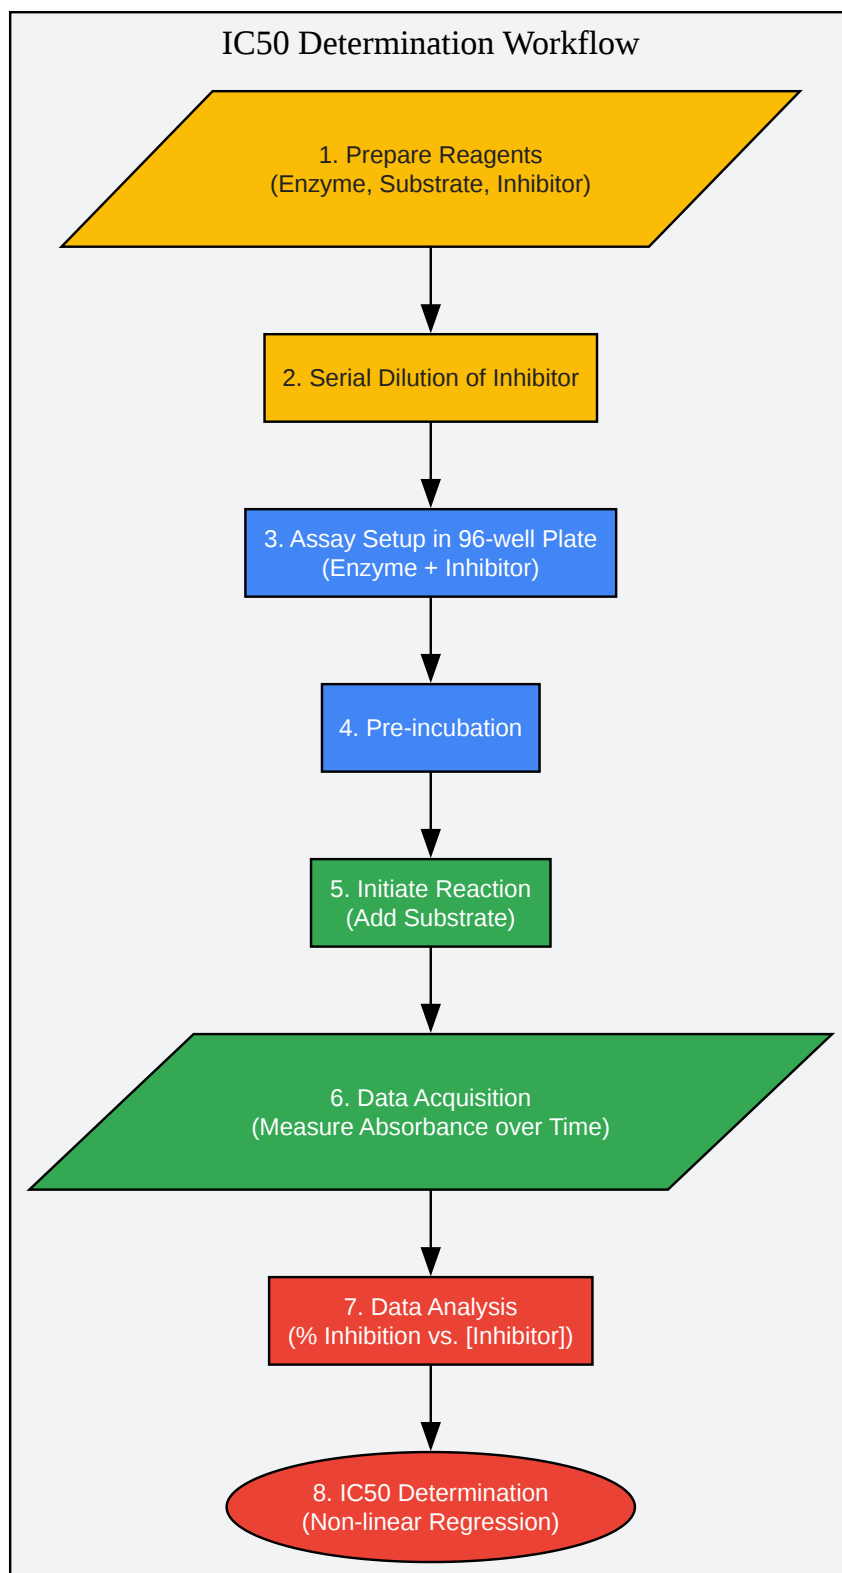 IC50 Determination Workflow
1. Prepare Reagents
(Enzyme, Substrate, Inhibitor)
2. Serial Dilution of Inhibitor
3. Assay Setup in 96-well Plate
(Enzyme + Inhibitor)
4. Pre-incubation
5. Initiate Reaction
(Add Substrate)
6. Data Acquisition
(Measure Absorbance over Time)
7. Data Analysis
(% Inhibition vs. [Inhibitor])
8. IC50 Determination
(Non-linear Regression)